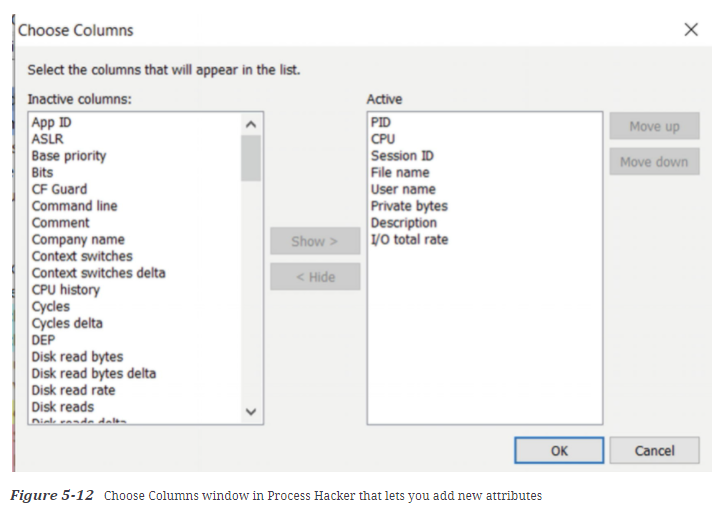 Choose Columns
Select the columns that will appear in the list.
Inactive columns:
App ID
ASLR
Base priority
Bits
CF Guard
Command line
Comment
Company name
Context switches
Context switches delta
CPU history
Cycles
Cycles delta
DEP
Disk read bytes
Disk read bytes delta
Disk read rate
Disk reads
Disk reads delta
Show >
< Hide
Active
PID
CPU
Session ID
File name
User name
Private bytes
Description
I/O total rate
Move up
Move down
OK
Cancel
Figure 5-12 Choose Columns window in Process Hacker that lets you add new attributes